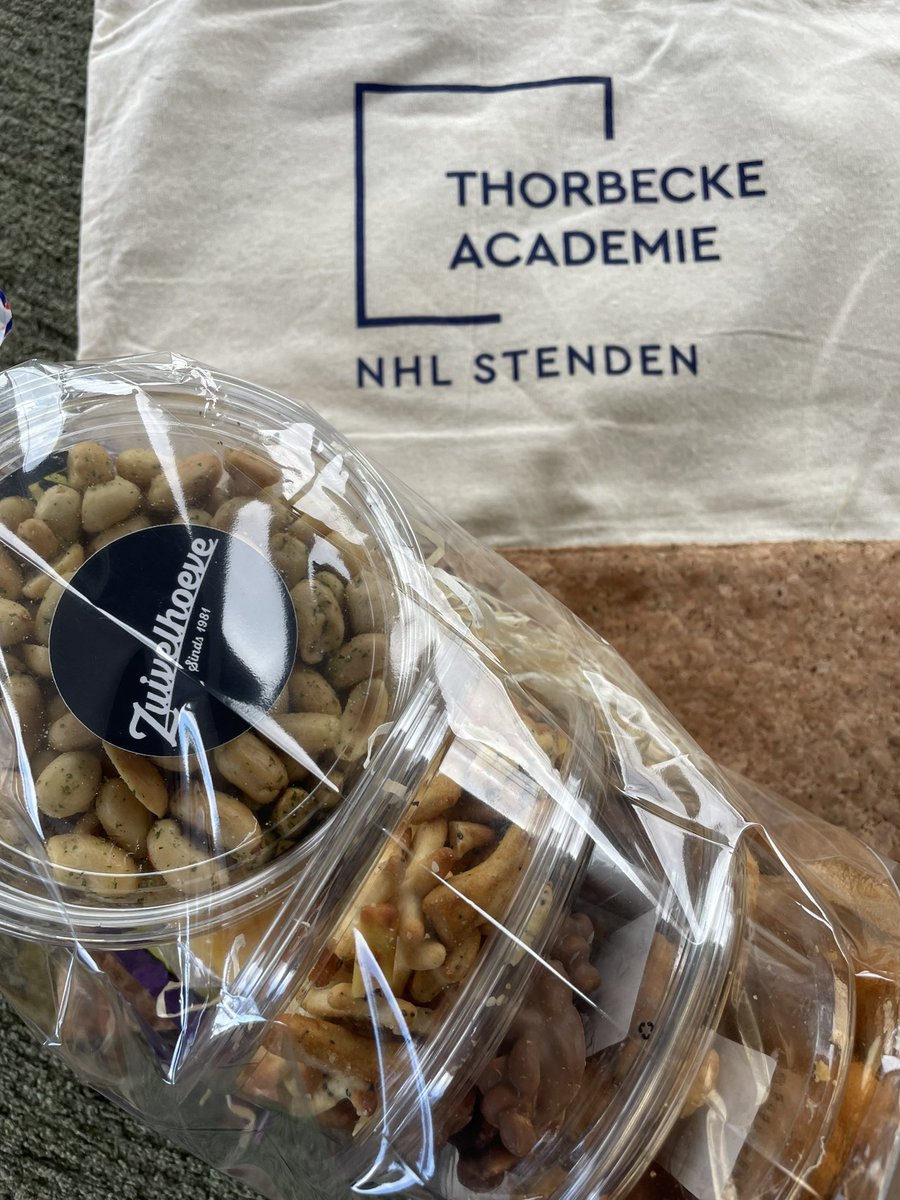 THORBECKE
ACADEMIE
NHL STENDEN
Zuivelhoeve
Sinds 1981